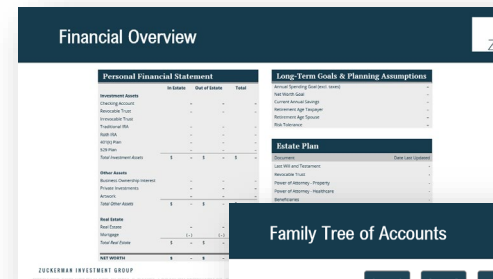 Financial Overview
Z
Personal Financial Statement
In Estate Out of Estate Total
Investment Assets
Checking Account - - -
Revocable Trust - - -
Irrevocable Trust - - -
Traditional IRA - - -
Roth IRA - - -
401(k) Plan - - -
529 Plan - - -
Total Investment Assets $ - $ - $ -
Other Assets
Business Ownership Interest - - -
Private Investments - - -
Artwork - - -
Total Other Assets $ - $ - -
Real Estate
Real Estate - -
Mortgage (-) (-)
Total Real Estate $ - $ -
NET WORTH $ - $ -
Long-Term Goals & Planning Assumptions
Annual Spending Goal (excl. taxes) -
Net Worth Goal -
Current Annual Savings -
Retirement Age Taxpayer -
Retirement Age Spouse -
Risk Tolerance -
Estate Plan
Document Date Last Updated
Last Will and Testament -
Revocable Trust -
Power of Attorney - Property -
Power of Attorney - Healthcare -
Beneficiaries
Family Tree of Accounts
ZUCKERMAN INVESTMENT GROUP